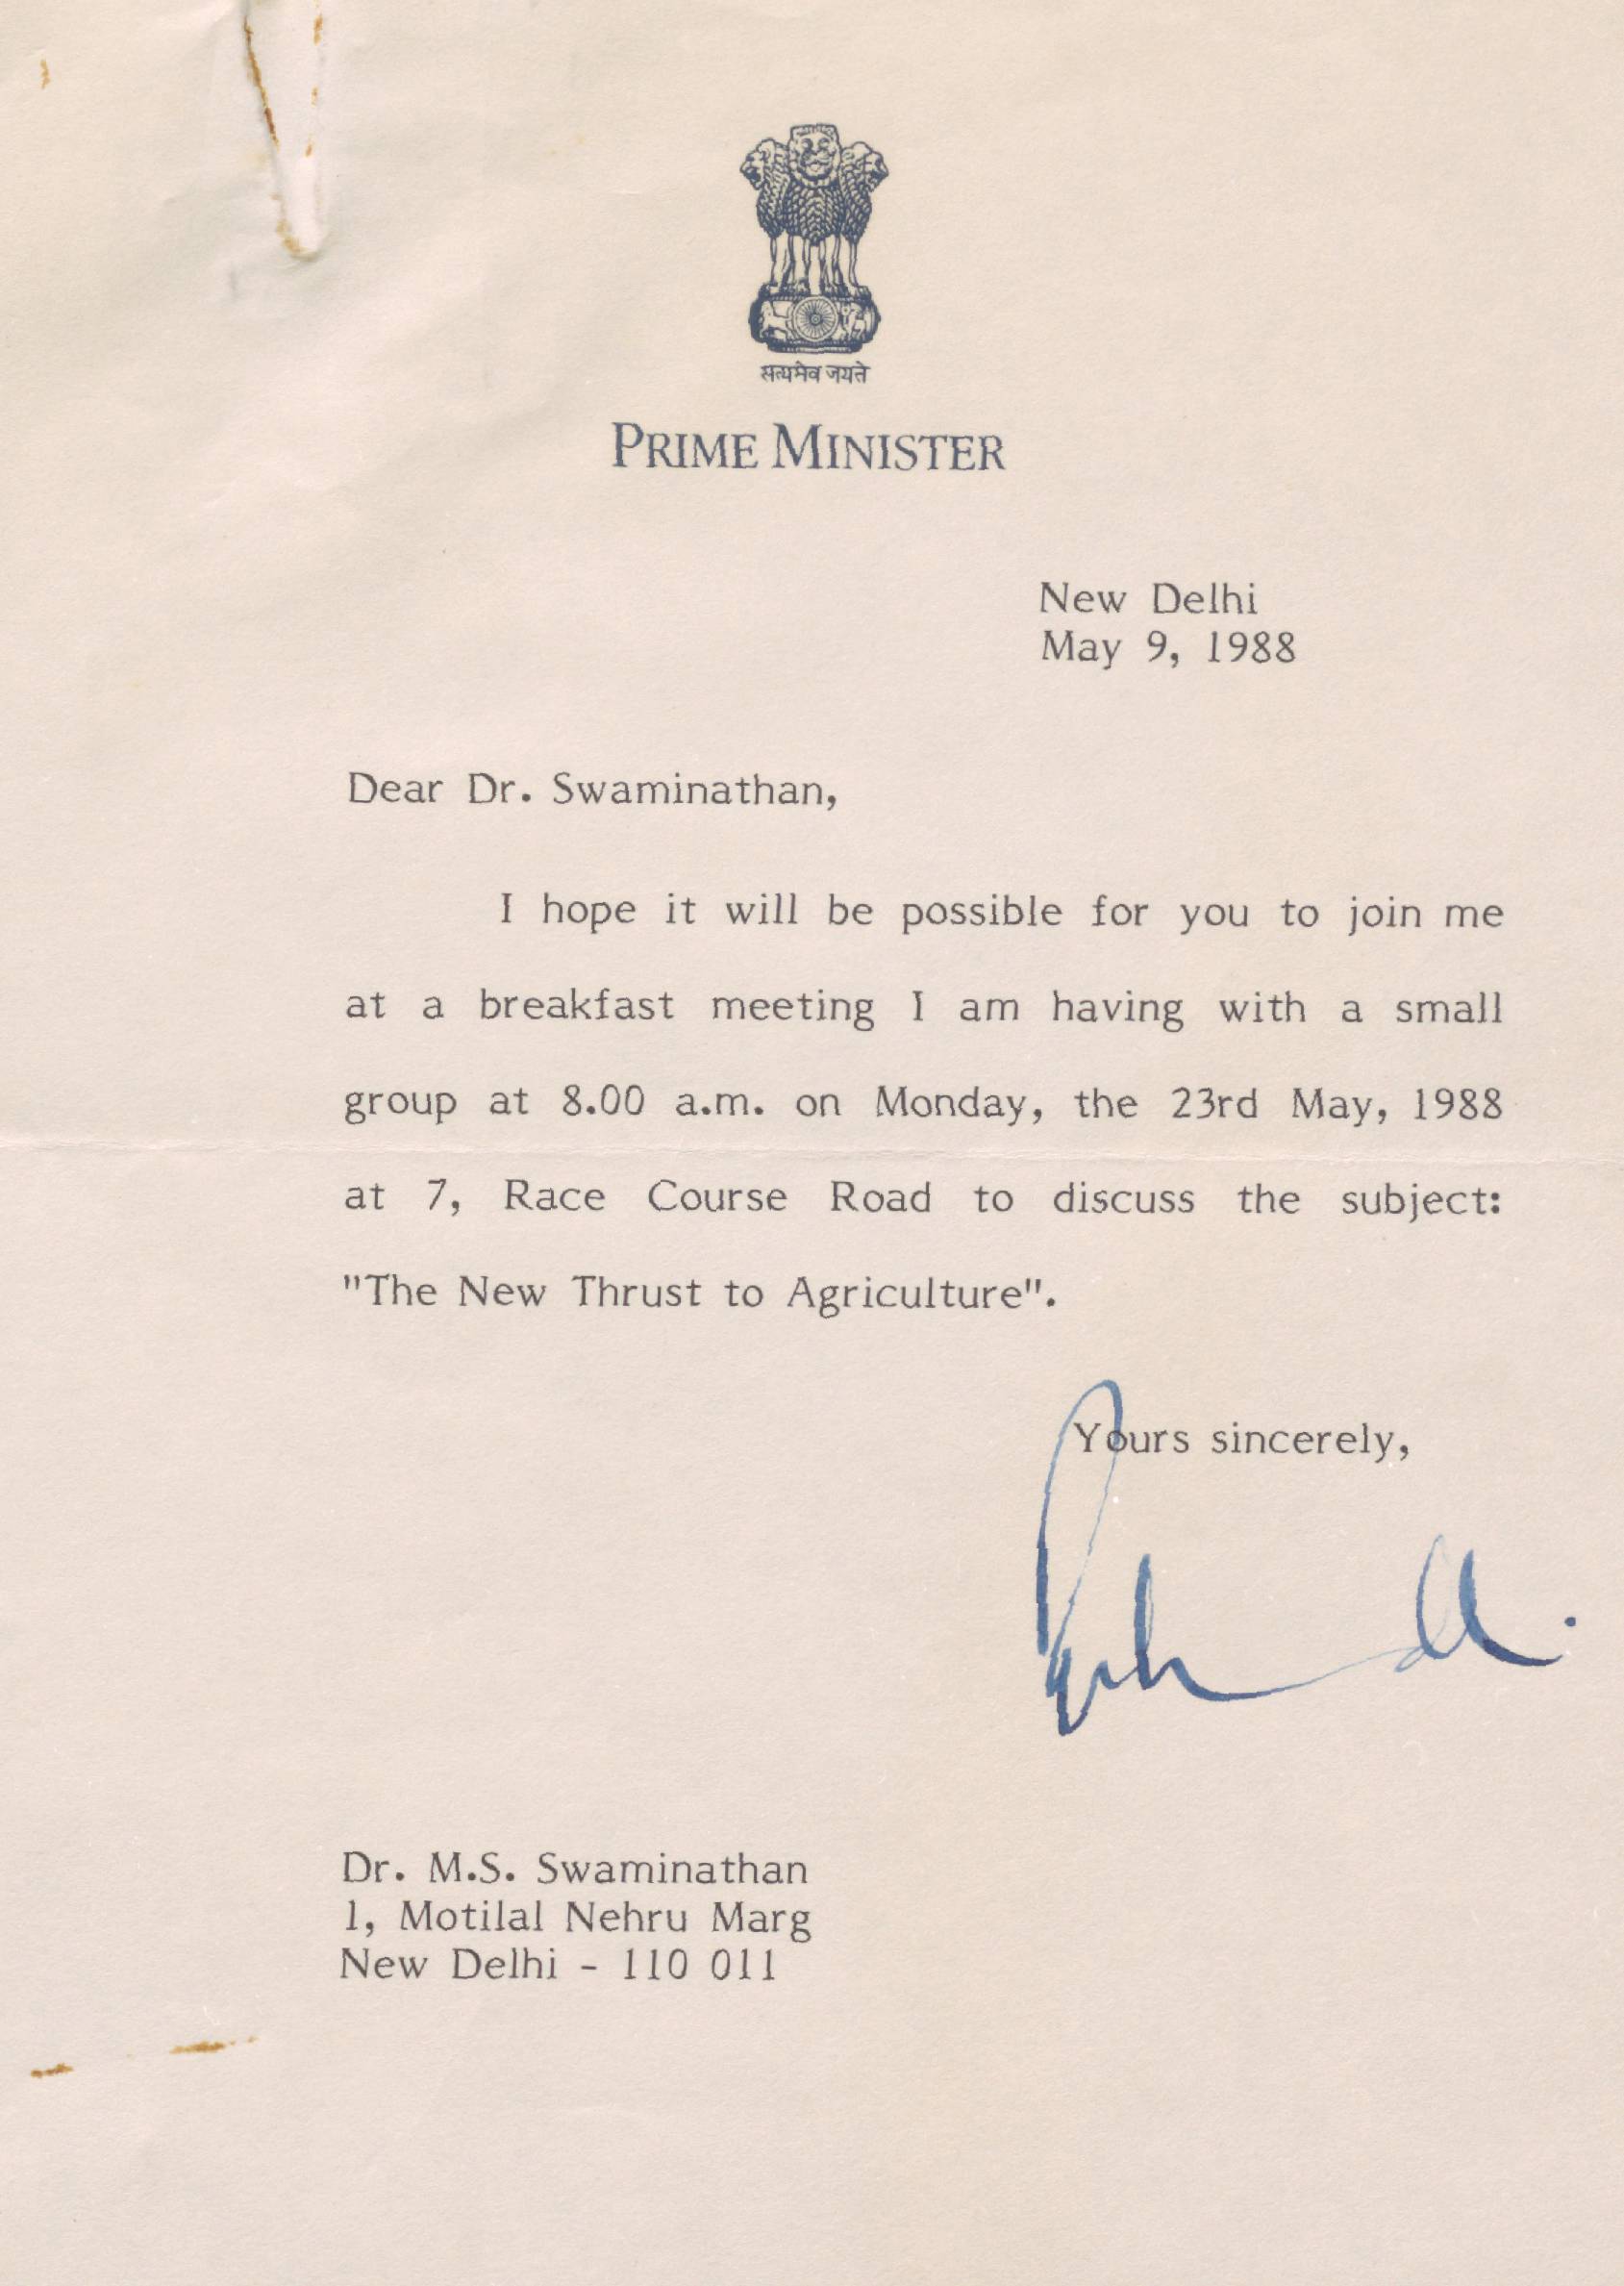 सत्यमेव जयते
PRIME MINISTER
New Delhi
May 9, 1988
Dear Dr. Swaminathan,
I hope it will be possible for you to join me
at a breakfast meeting I am having with a small
group at 8.00 a.m. on Monday, the 23rd May, 1988
at 7, Race Course Road to discuss the subject:
"The New Thrust to Agriculture".
Yours sincerely,
Dr. M.S. Swaminathan
1, Motilal Nehru Marg
New Delhi - 110 011